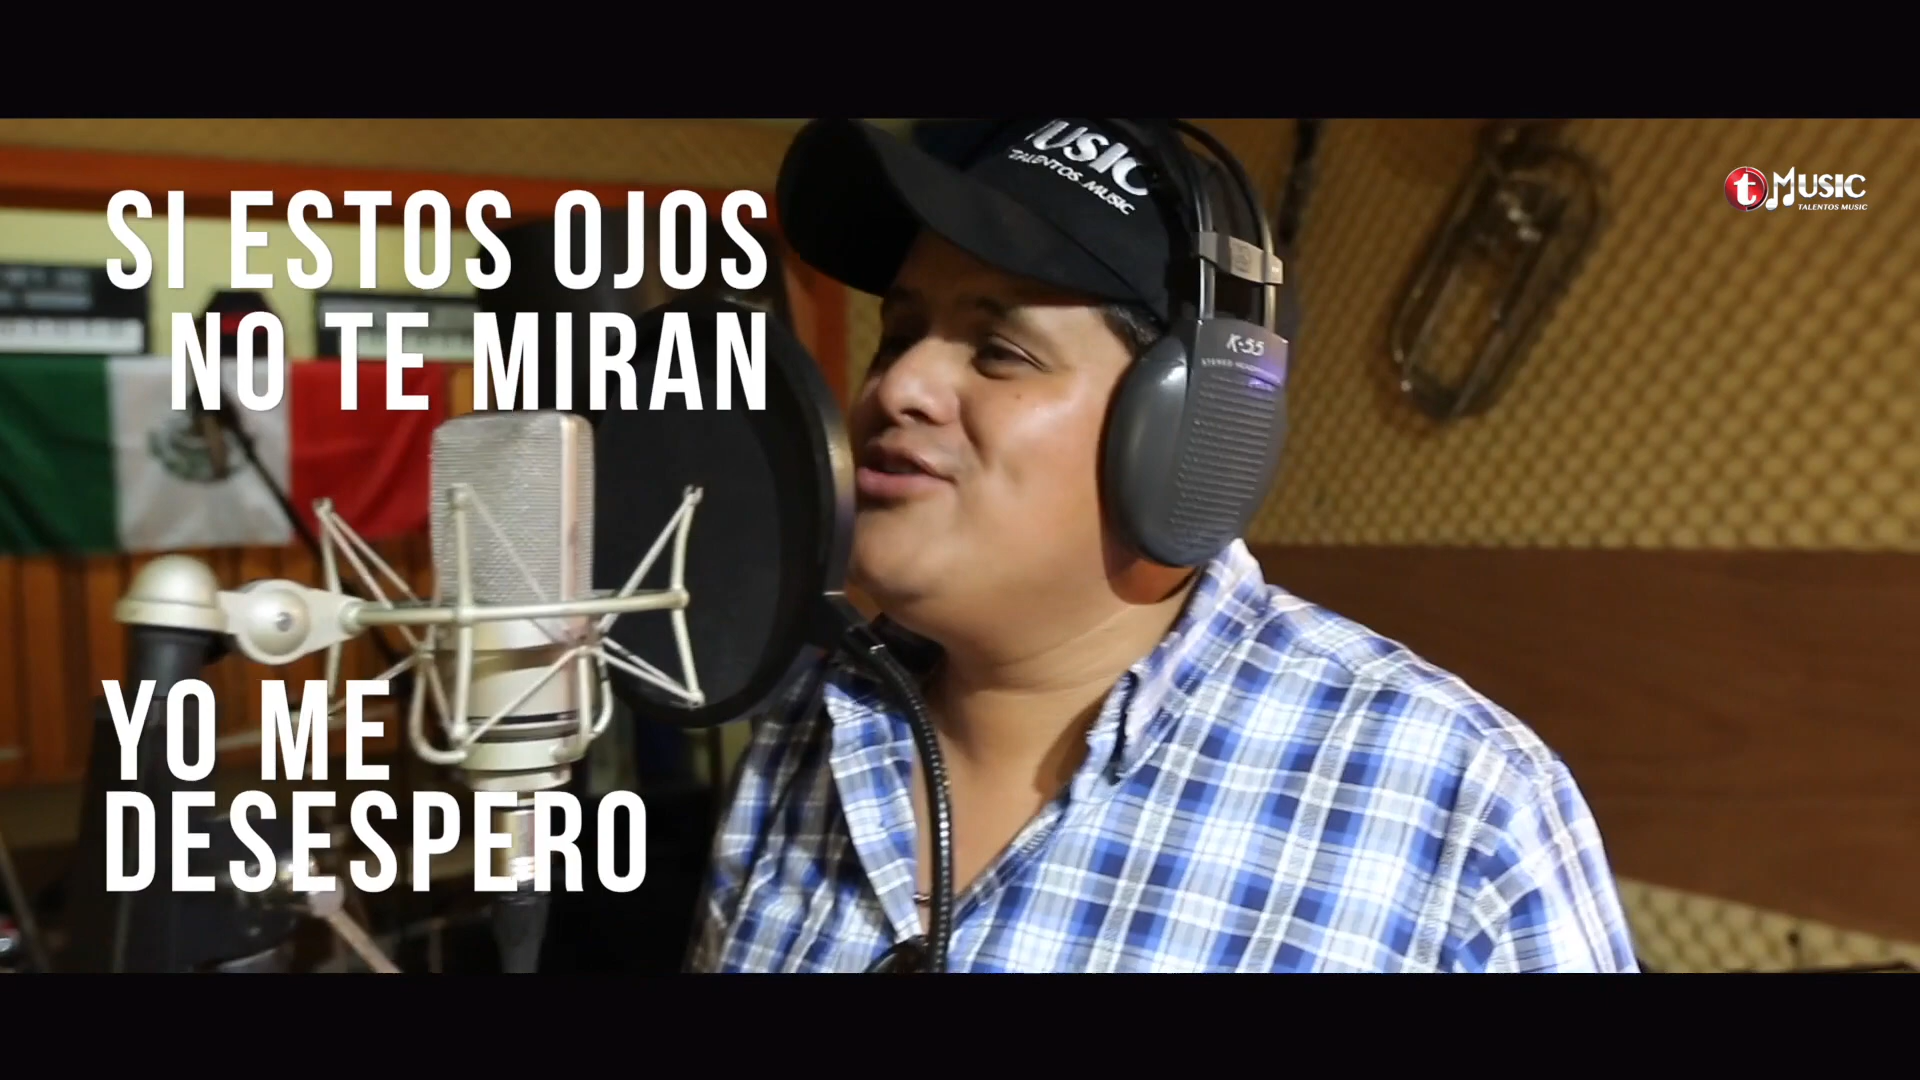 SI ESTOS OJOS
NO TE MIRAN
YO ME
DESESPERO
MUSIC
TALENTOS MUSIC
K·55
t MUSIC
TALENTOS MUSIC